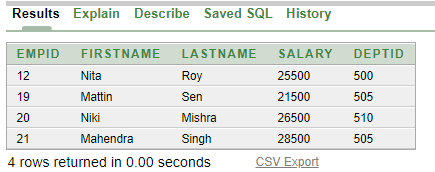 Results Explain Describe Saved SQL History
EMPID FIRSTNAME LASTNAME SALARY DEPTID
12 Nita Roy 25500 500
19 Mattin Sen 21500 505
20 Niki Mishra 26500 510
21 Mahendra Singh 28500 505
4 rows returned in 0.00 seconds CSV Export